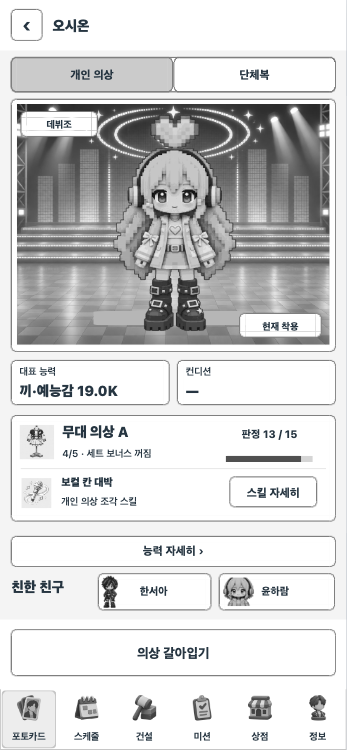 ‹ 오시온
개인 의상
단체복
데뷔조
현재 착용
대표 능력
끼·예능감 19.0K
컨디션
—
무대 의상 A
4/5 · 세트 보너스 꺼짐
판정 13 / 15
보컬 칸 대박
개인 의상 조각 스킬
스킬 자세히
능력 자세히 ›
친한 친구
한서아
윤하람
의상 갈아입기
포토카드
스케줄
건설
미션
상점
정보